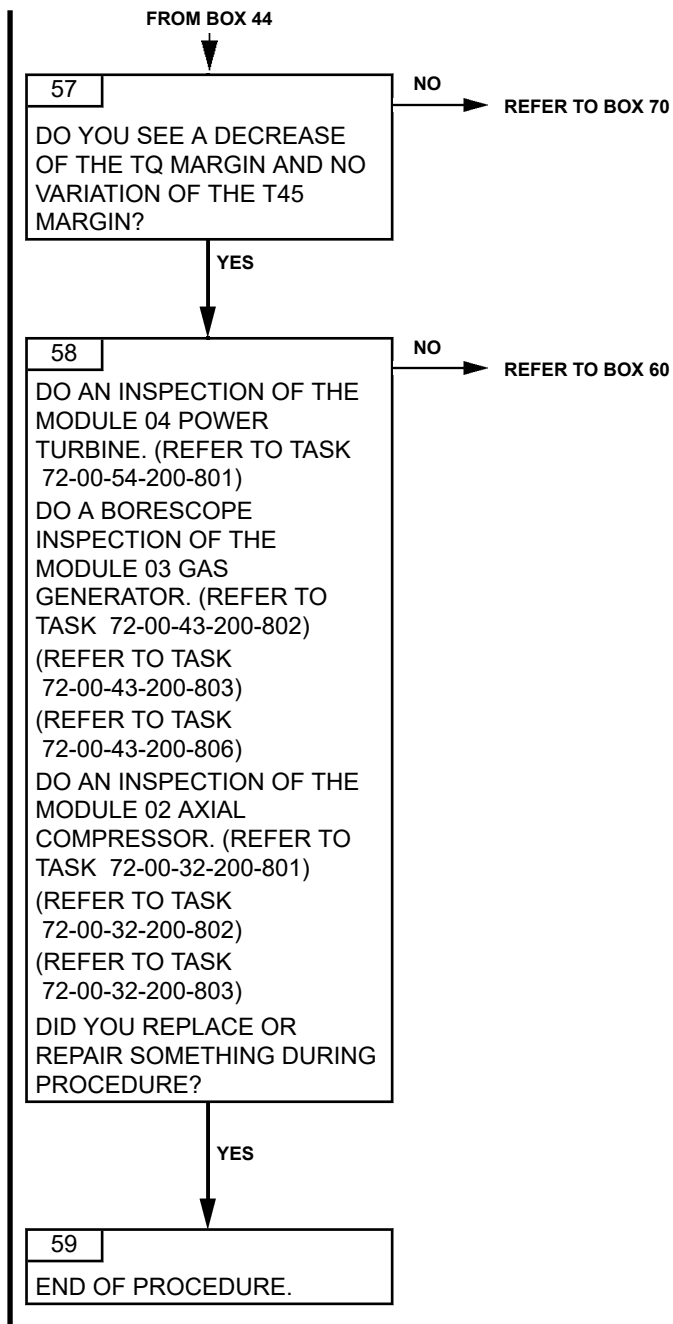 FROM BOX 44
57
NO
REFER TO BOX 70
DO YOU SEE A DECREASE
OF THE TQ MARGIN AND NO
VARIATION OF THE T45
MARGIN?
YES
58
NO
REFER TO BOX 60
DO AN INSPECTION OF THE
MODULE 04 POWER
TURBINE. (REFER TO TASK
72-00-54-200-801)
DO A BORESCOPE
INSPECTION OF THE
MODULE 03 GAS
GENERATOR. (REFER TO
TASK 72-00-43-200-802)
(REFER TO TASK
72-00-43-200-803)
(REFER TO TASK
72-00-43-200-806)
DO AN INSPECTION OF THE
MODULE 02 AXIAL
COMPRESSOR. (REFER TO
TASK 72-00-32-200-801)
(REFER TO TASK
72-00-32-200-802)
(REFER TO TASK
72-00-32-200-803)
DID YOU REPLACE OR
REPAIR SOMETHING DURING
PROCEDURE?
YES
59
END OF PROCEDURE.